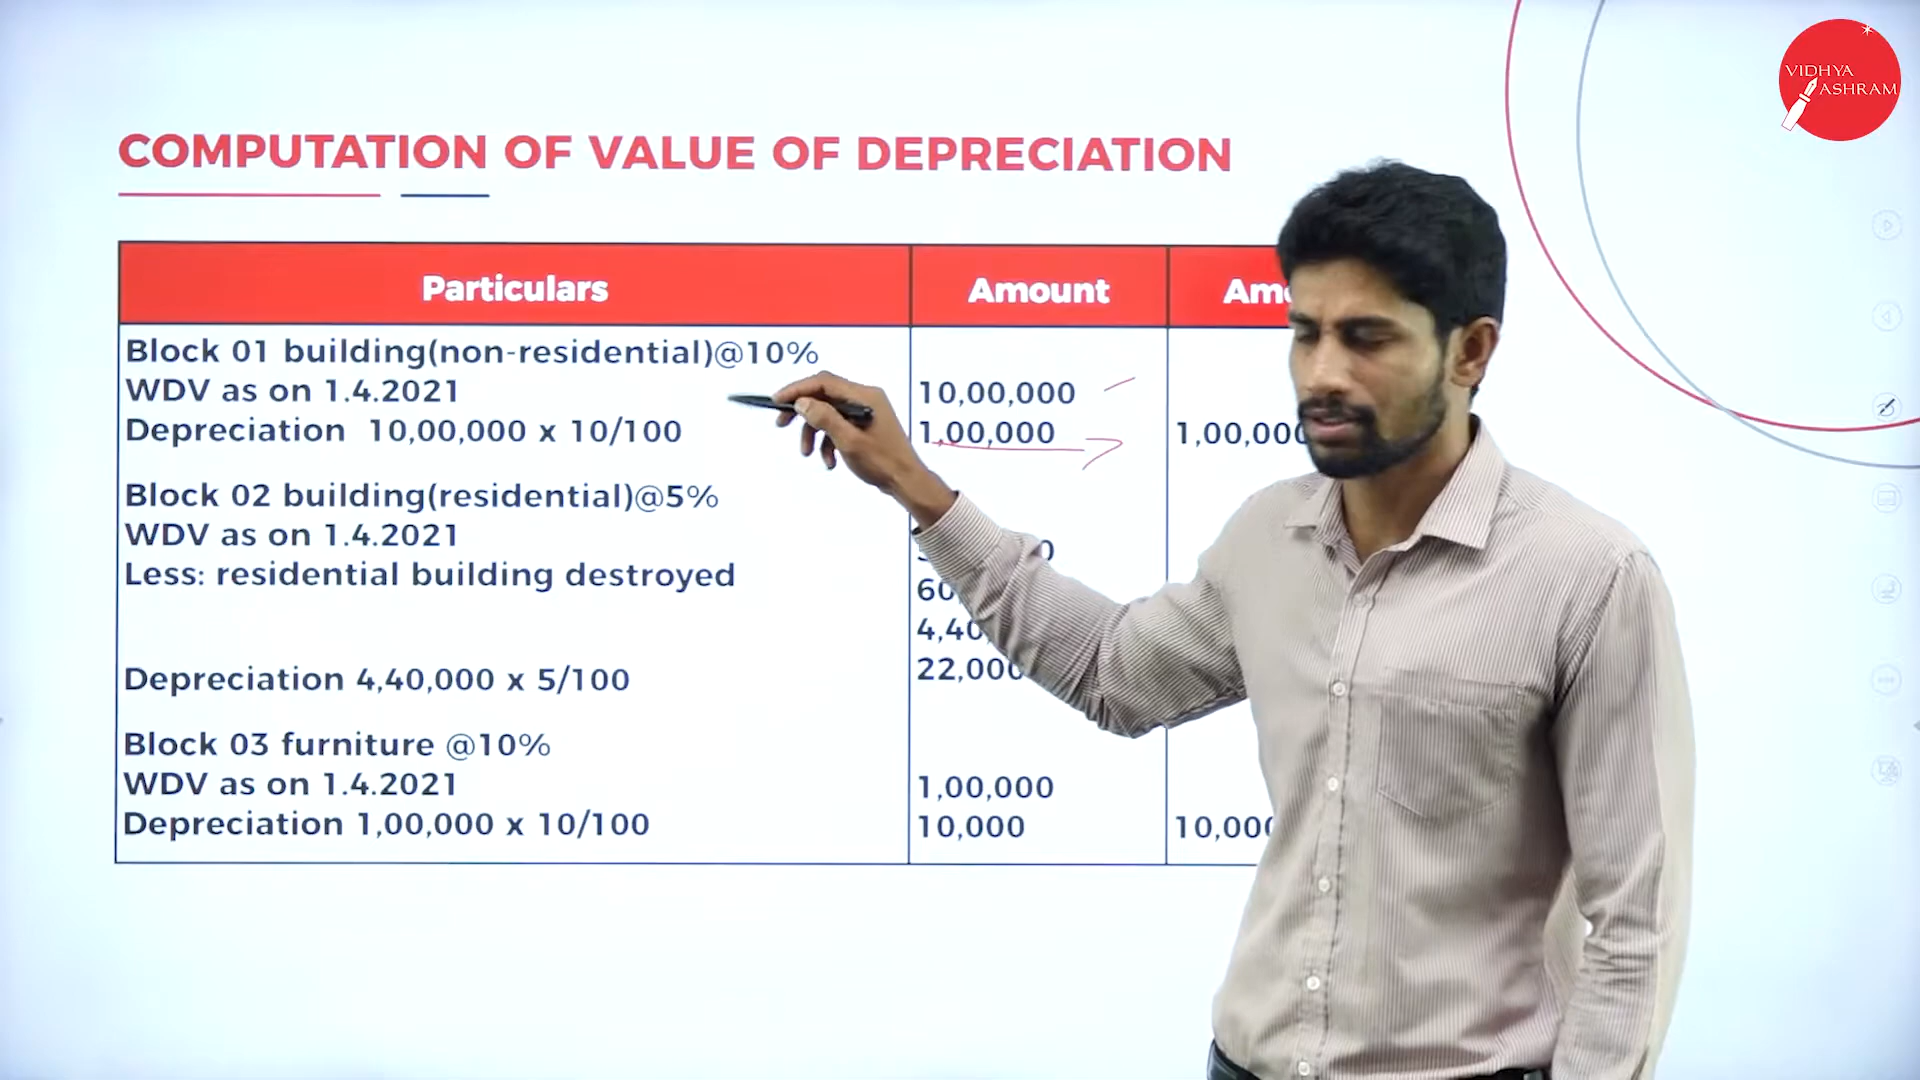 VIDHYA
ASHRAM
COMPUTATION OF VALUE OF DEPRECIATION
Particulars Amount
Block 01 building(non-residential)@10%
WDV as on 1.4.2021 10,00,000
Depreciation 10,00,000 x 10/100 1,00,000 1,00,000
Block 02 building(residential)@5%
WDV as on 1.4.2021
Less: residential building destroyed
Depreciation 4,40,000 x 5/100 22,000
Block 03 furniture @10%
WDV as on 1.4.2021 1,00,000
Depreciation 1,00,000 x 10/100 10,000 10,000